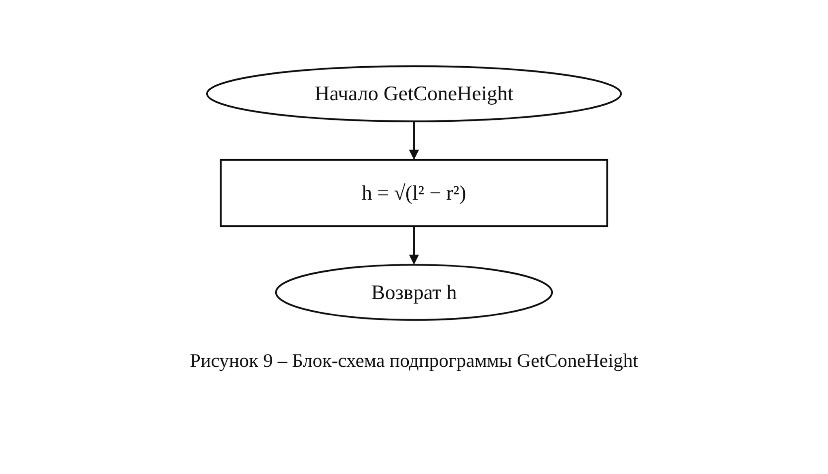 Начало GetConeHeight
h = √(l² − r²)
Возврат h
Рисунок 9 – Блок-схема подпрограммы GetConeHeight